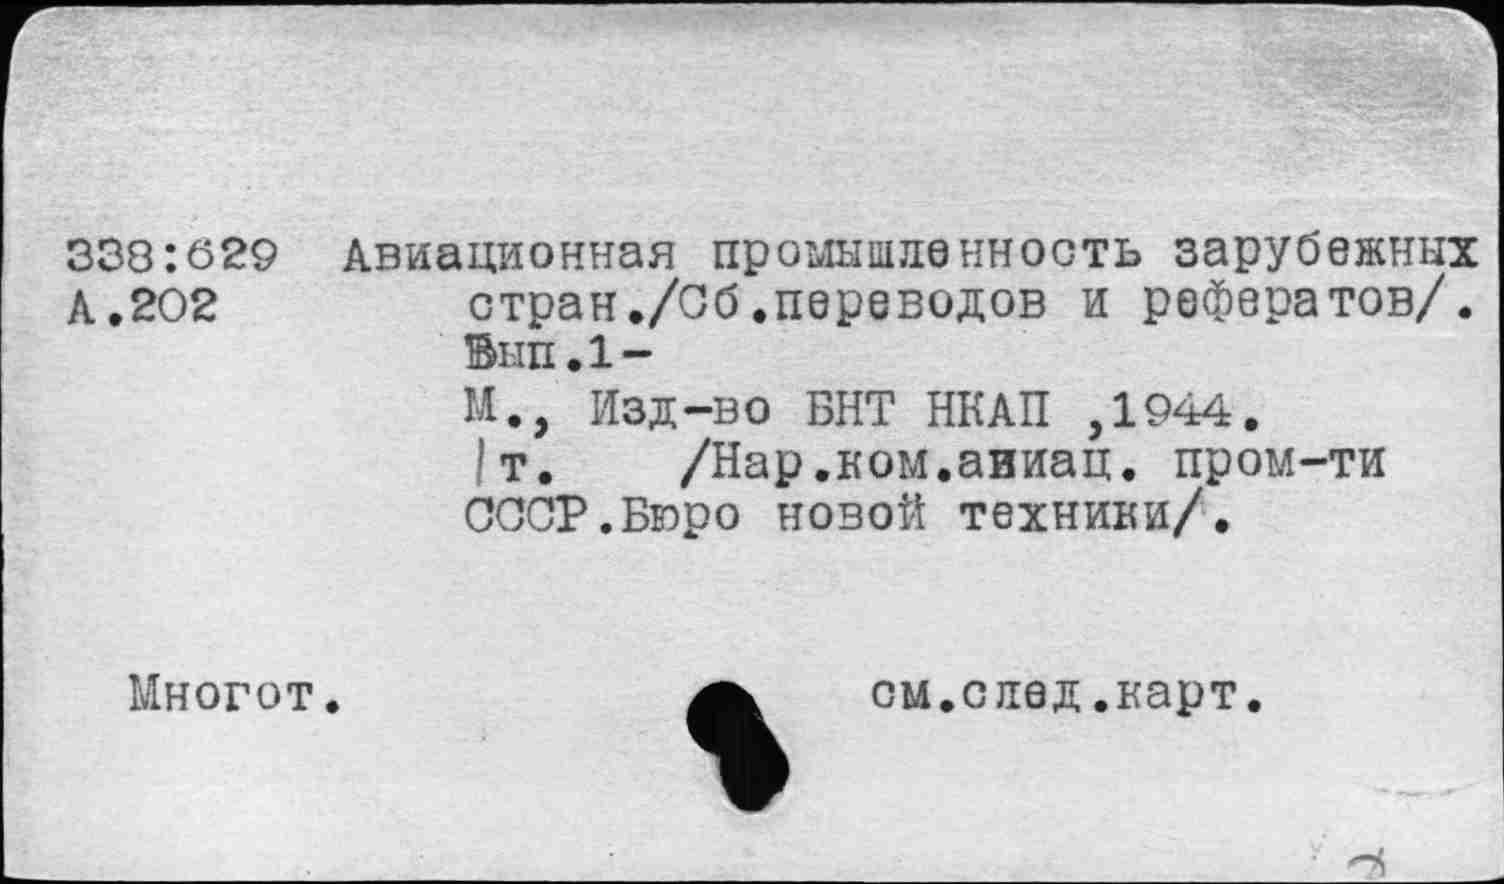 338:629 Авиационная промышленность зарубежных
А.202 стран./Сб.переводов и рефератов/.
Вып.1-
М., Изд-во БНТ НКАП ,1944.
|т. /Нар.ком.авиац. пром-ти
СССР.Бюро новой техники/.
Многот. см.след.карт.